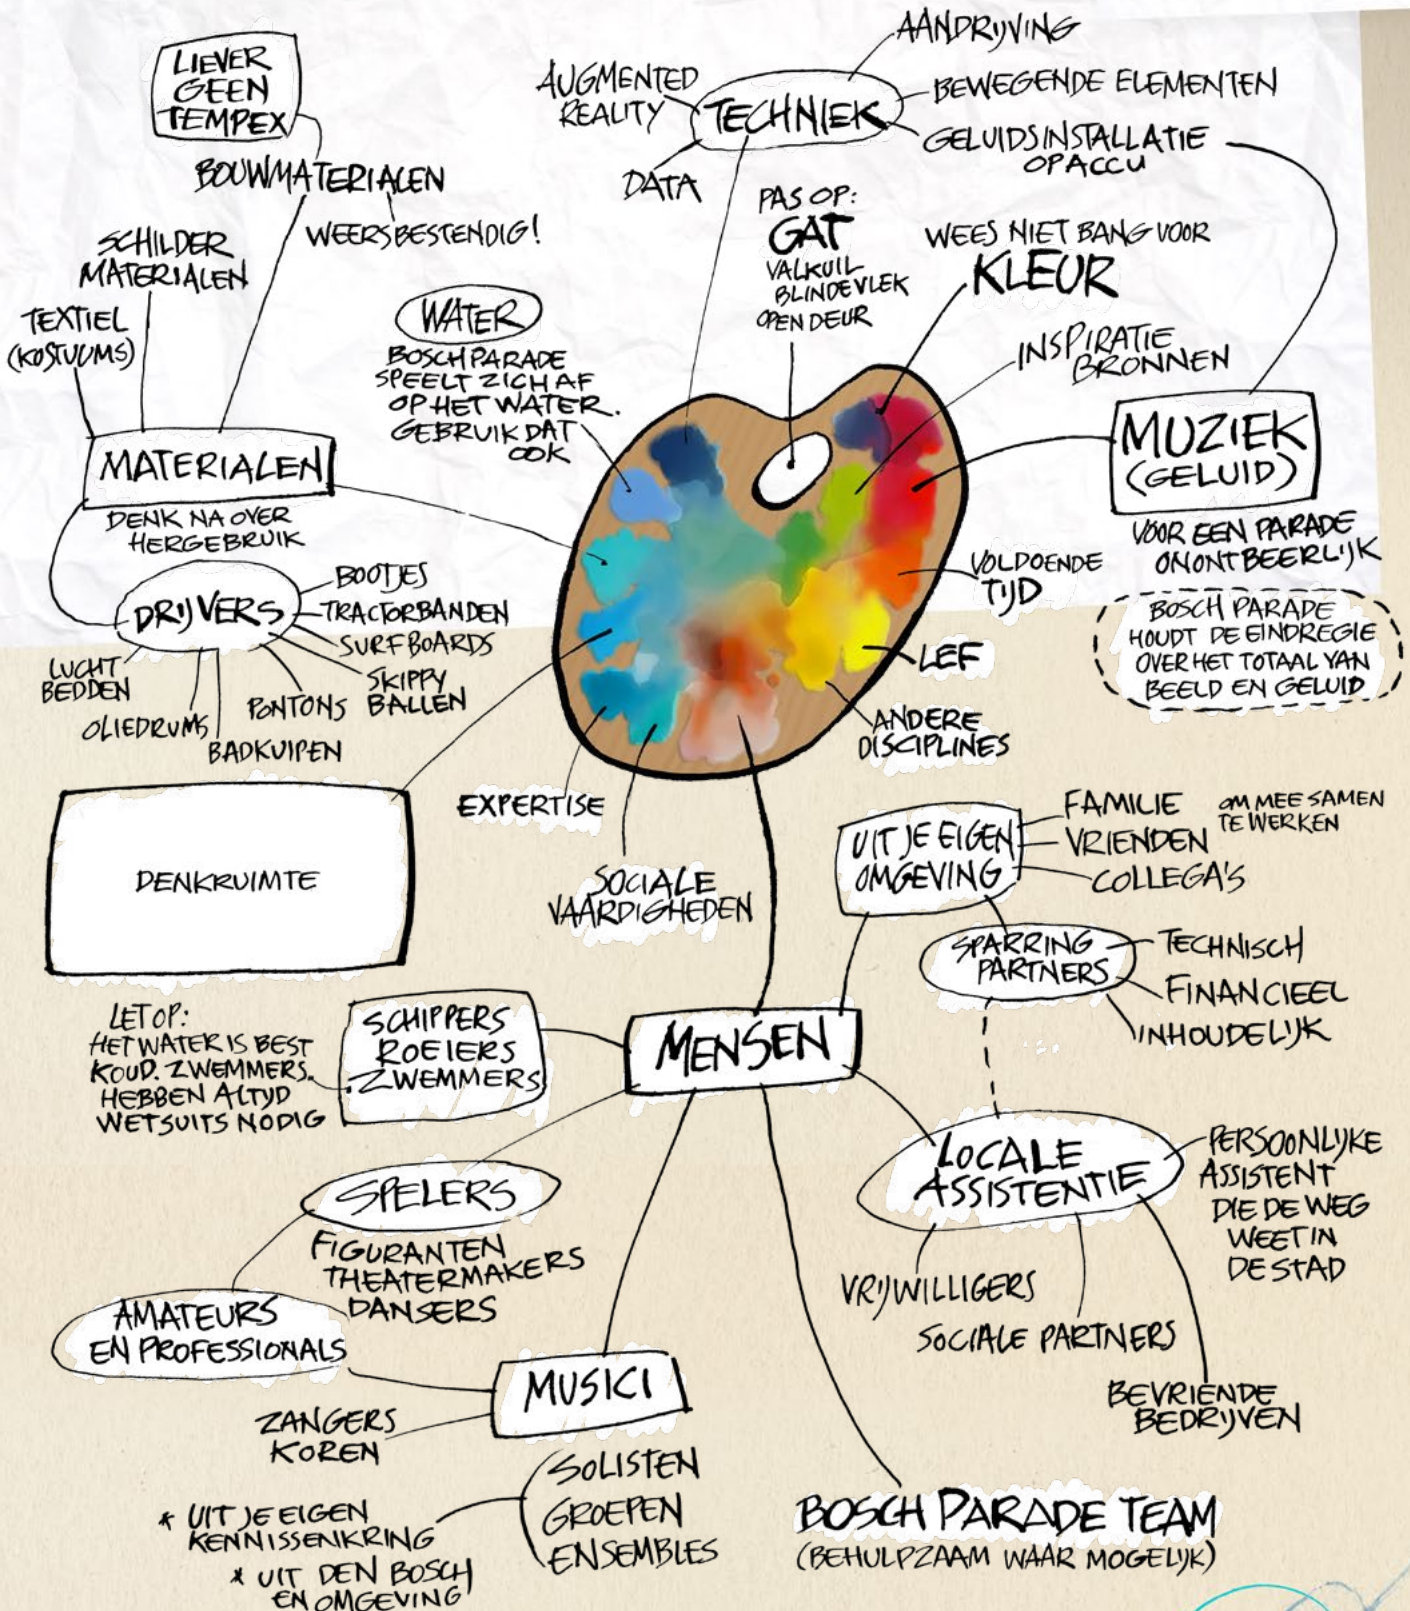 LIEVER
GEEN
TEMPEX
BOUWMATERIALEN
WEERSBESTENDIG!
SCHILDER
MATERIALEN
TEXTIEL
(KOSTUUMS)
MATERIALEN
DENK NA OVER
HERGEBRUIK
DRIJVERS
BOOTJES
TRACTORBANDEN
SURFBOARDS
SKIPPY
BALLEN
PONTONS
BADKUIPEN
OLIEDRUMS
LUCHT
BEDDEN
WATER
BOSCH PARADE
SPEELT ZICH AF
OP HET WATER.
GEBRUIK DAT
OOK
AUGMENTED
REALITY
TECHNIEK
DATA
AANDRIJVING
BEWEGENDE ELEMENTEN
GELUIDSINSTALLATIE
OP ACCU
PAS OP:
GAT
VALKUIL
BLINDE VLEK
OPEN DEUR
WEES NIET BANG VOOR
KLEUR
INSPIRATIE
BRONNEN
MUZIEK
(GELUID)
VOOR EEN PARADE
ONONTBEERLIJK
BOSCH PARADE
HOUDT DE EINDREGIE
OVER HET TOTAAL VAN
BEELD EN GELUID
VOLDOENDE
TIJD
LEF
ANDERE
DISCIPLINES
EXPERTISE
SOCIALE
VAARDIGHEDEN
DENKRUIMTE
UIT JE EIGEN
OMGEVING
FAMILIE
VRIENDEN
COLLEGA'S
OM MEE SAMEN
TE WERKEN
SPARRING
PARTNERS
TECHNISCH
FINANCIEEL
INHOUDELIJK
MENSEN
SCHIPPERS
ROEIERS
ZWEMMERS
LET OP:
HET WATER IS BEST
KOUD. ZWEMMERS
HEBBEN ALTYD
WETSUITS NODIG
LOCALE
ASSISTENTIE
PERSOONLIJKE
ASSISTENT
DIE DE WEG
WEET IN
DE STAD
VRIJWILLIGERS
SOCIALE PARTNERS
BEVRIENDE
BEDRIJVEN
SPELERS
FIGURANTEN
THEATERMAKERS
DANSERS
AMATEURS
EN PROFESSIONALS
MUSICI
ZANGERS
KOREN
SOLISTEN
GROEPEN
ENSEMBLES
* UIT JE EIGEN
KENNISSENKRING
* UIT DEN BOSCH
EN OMGEVING
BOSCH PARADE TEAM
(BEHULPZAAM WAAR MOGELIJK)